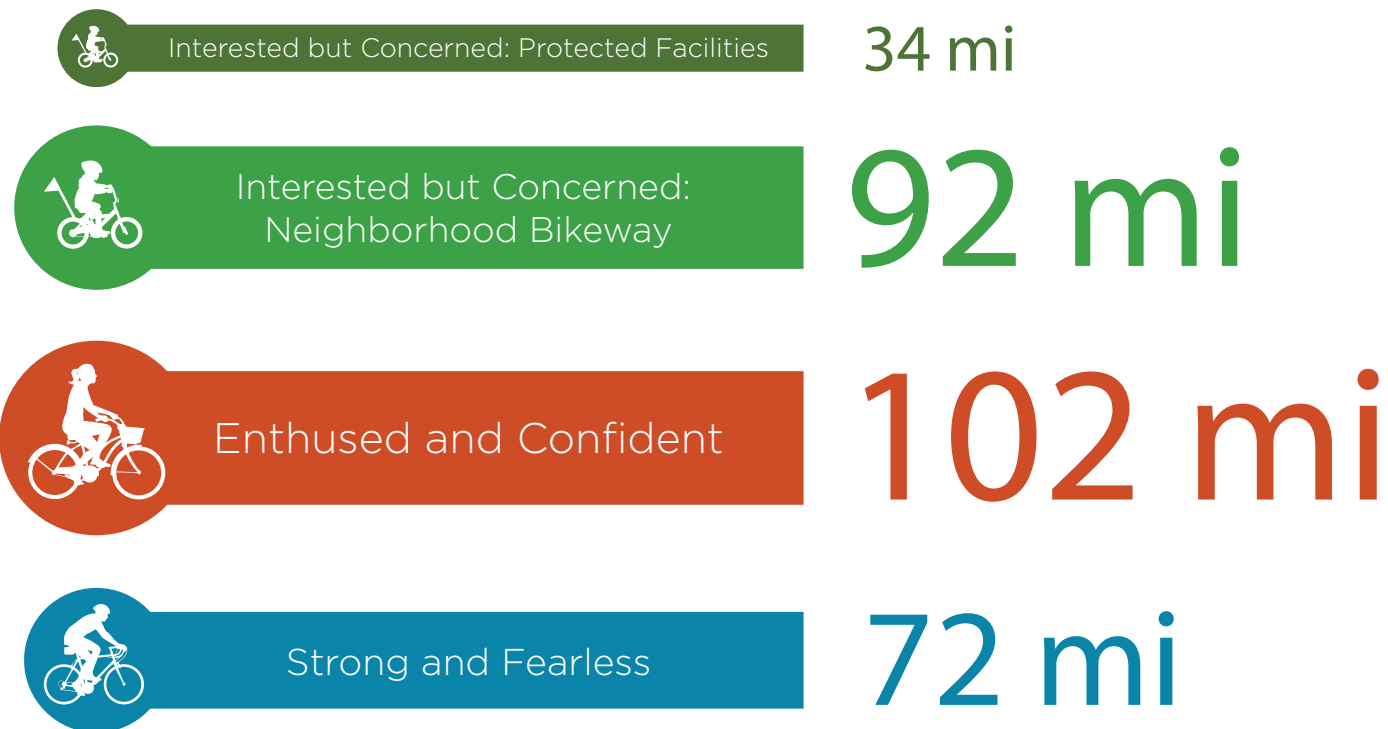 Interested but Concerned: Protected Facilities
34 mi
Interested but Concerned:
Neighborhood Bikeway
92 mi
Enthused and Confident
102 mi
Strong and Fearless
72 mi